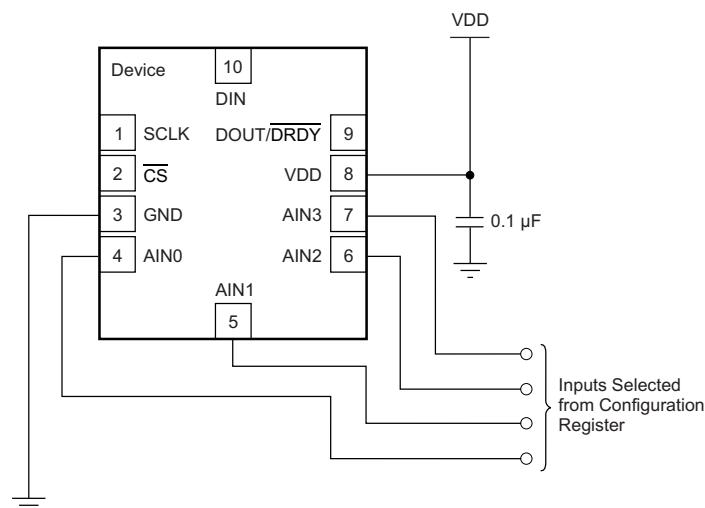 VDD
Device
10
DIN
1 SCLK DOUT/DRDY 9
2 CS VDD 8
3 GND AIN3 7
0.1 µF
4 AIN0 AIN2 6
AIN1
5
Inputs Selected
from Configuration
Register